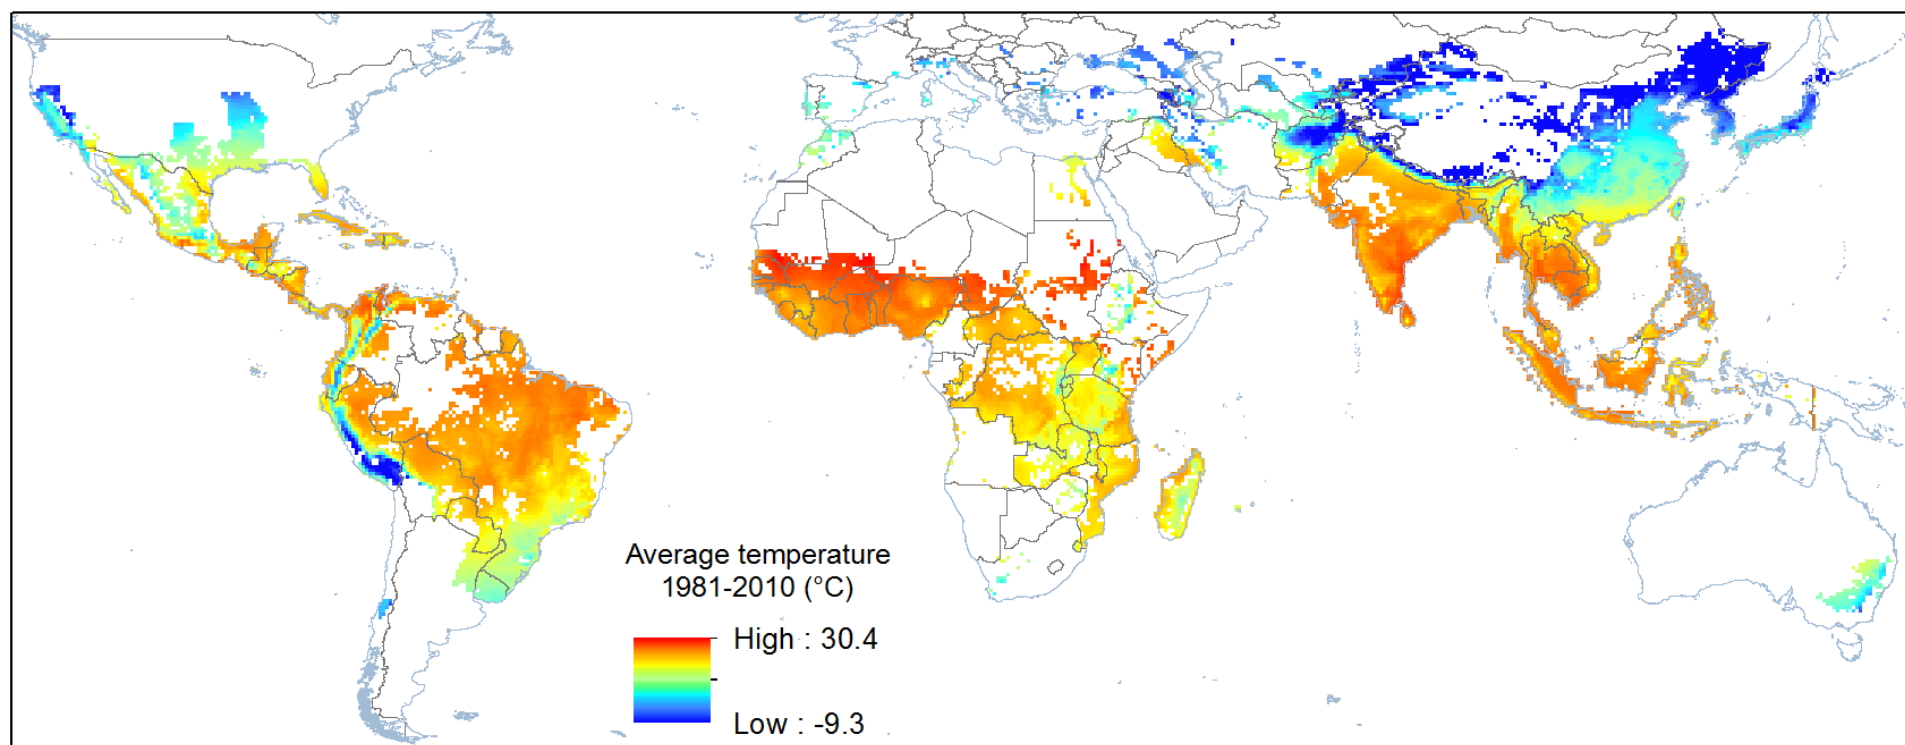 Average temperature
1981-2010 (°C)
High : 30.4
Low : -9.3